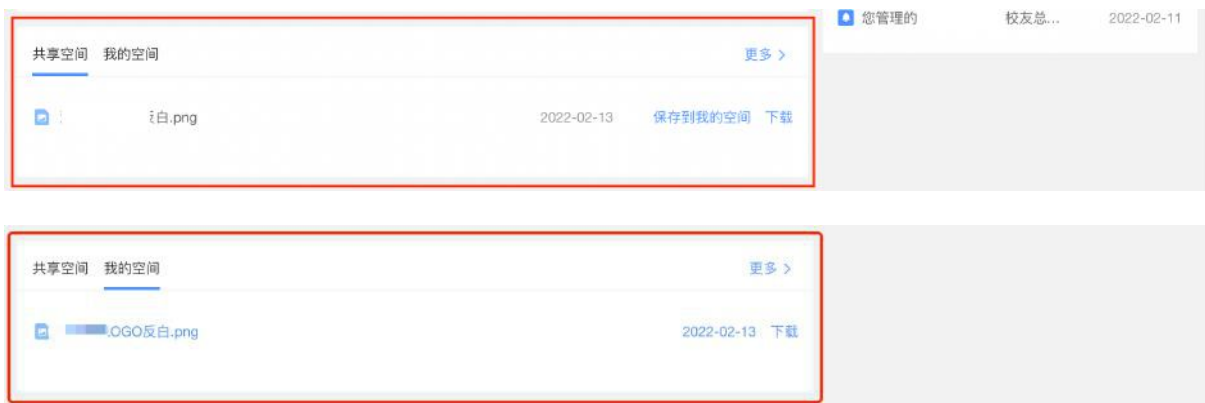 您管理的 校友总... 2022-02-11
共享空间 我的空间 更多 >
反白.png 2022-02-13 保存到我的空间 下载
共享空间 我的空间 更多 >
.OGO反白.png 2022-02-13 下载